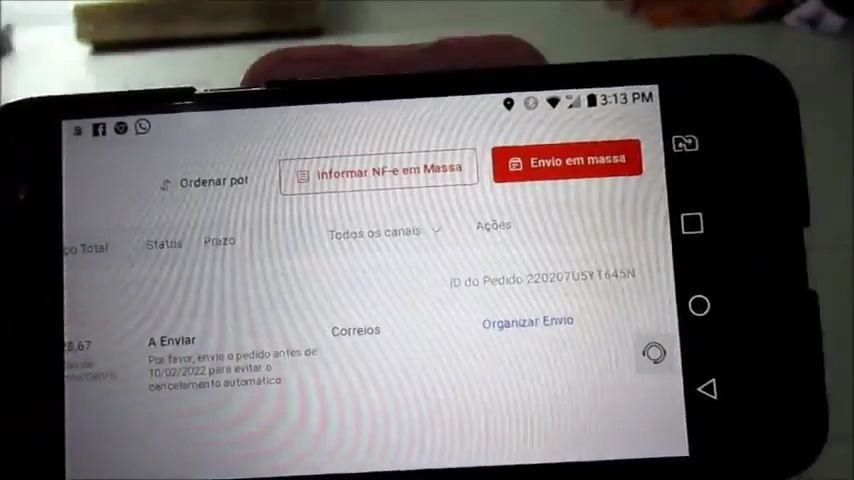 3:13 PM
Ordenar por
Informar NF-e em Massa
Envio em massa
ço Total
Status
Prazo
Todos os canais
Ações
ID do Pedido 220207U5YT645N
28,67
A Enviar
Por favor, envie o pedido antes de
10/02/2022 para evitar o
cancelamento automático
Correios
Organizar Envio